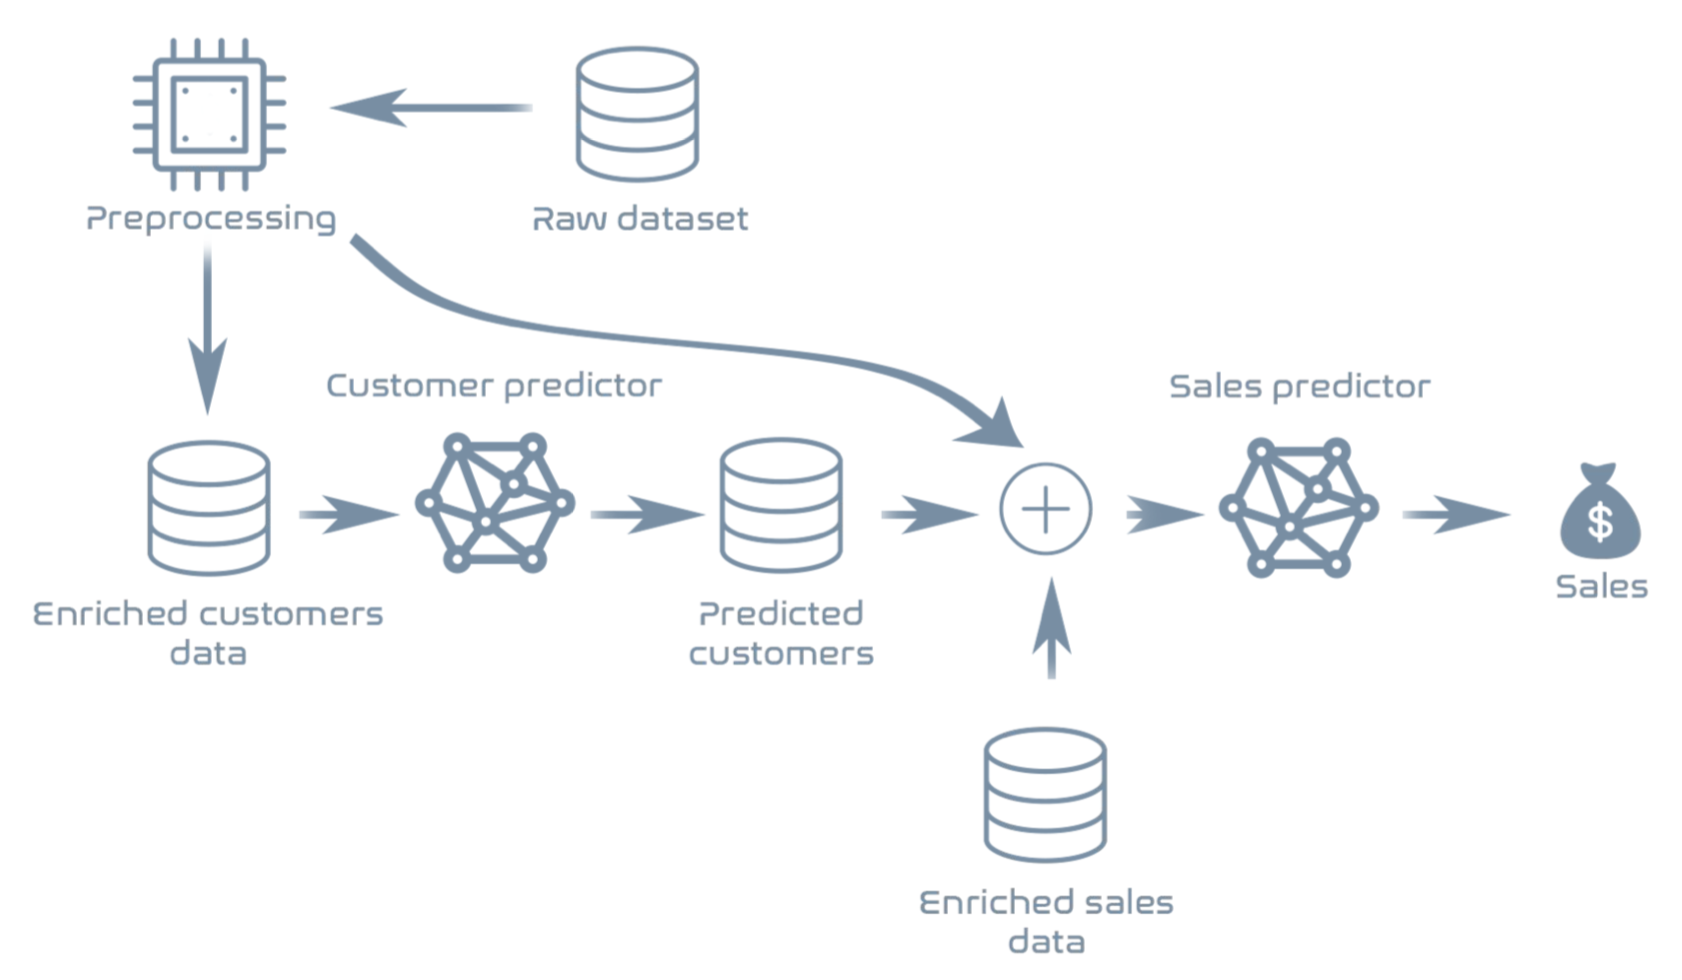 Preprocessing
Raw dataset
Customer predictor
Sales predictor
$
Sales
Enriched customers
data
Predicted
customers
Enriched sales
data